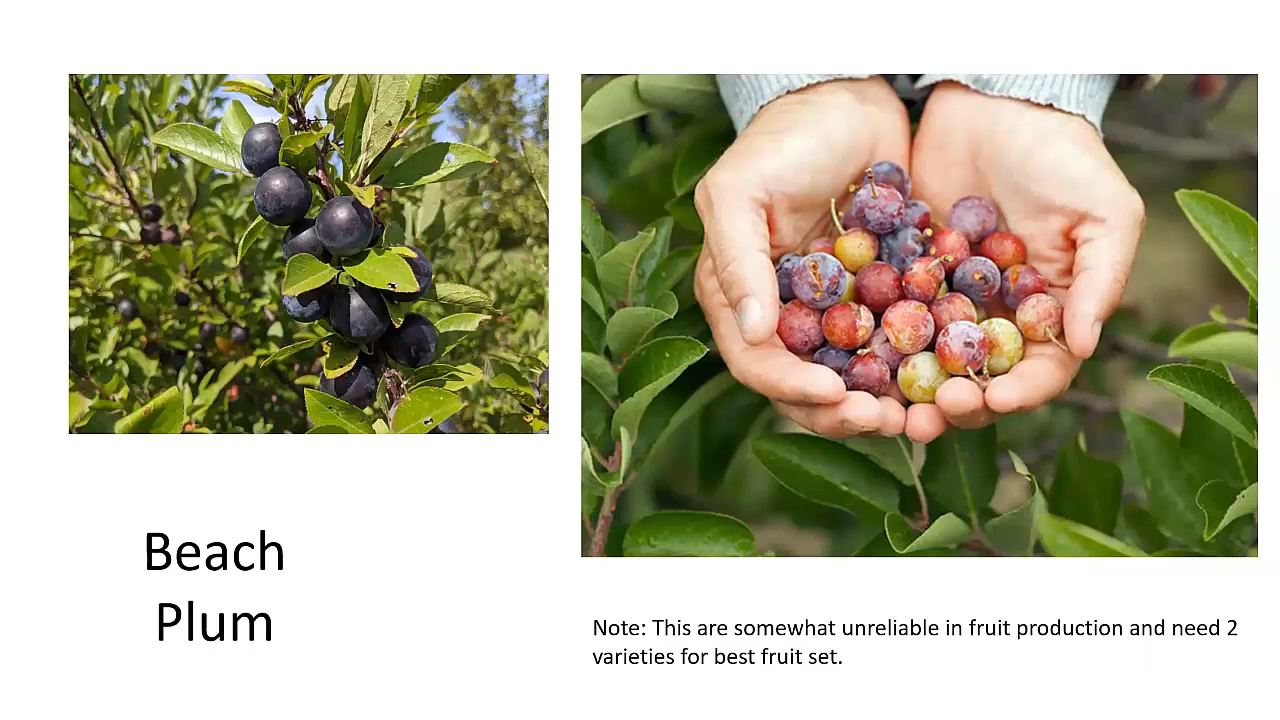 Beach
Plum
Note: This are somewhat unreliable in fruit production and need 2
varieties for best fruit set.